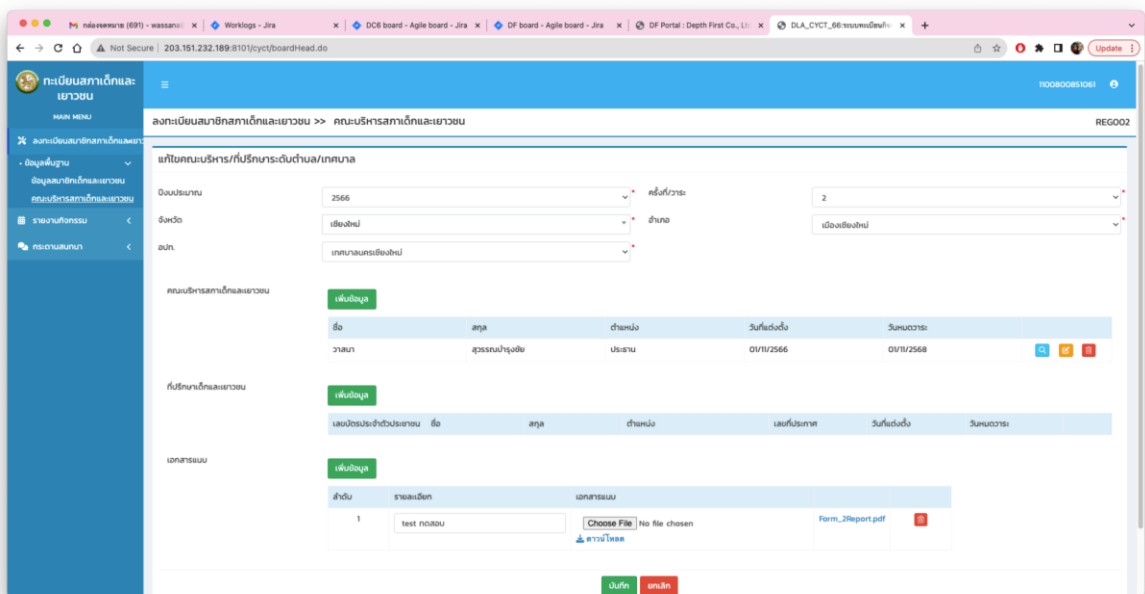 กล่องจดหมาย (691) - wassana
Worklogs - Jira
DC6 board - Agile board - Jira
DF board - Agile board - Jira
DF Portal : Depth First Co., Lt
DLA_CYCT_66:ระบบทะเบียนกิจ
Not Secure | 203.151.232.189:8101/cyct/boardHead.do
Update
ทะเบียนสภาเด็กและ
เยาวชน
MAIN MENU
ลงทะเบียนสมาชิกสภาเด็กและเยาว
ข้อมูลพื้นฐาน
ข้อมูลสมาชิกเด็กและเยาวชน
คณะบริหารสภาเด็กและเยาวชน
รายงานกิจกรรม
กระดานสนทนา
1100800851061
ลงทะเบียนสมาชิกสภาเด็กและเยาวชน >> คณะบริหารสภาเด็กและเยาวชน
REG002
แก้ไขคณะบริหาร/ที่ปรึกษาระดับตำบล/เทศบาล
ปีงบประมาณ 2566 * ครั้งที่/วาระ 2 *
จังหวัด เชียงใหม่ * อำเภอ เมืองเชียงใหม่ *
อปท. เทศบาลนครเชียงใหม่ *
คณะบริหารสภาเด็กและเยาวชน
เพิ่มข้อมูล
ชื่อ สกุล ตำแหน่ง วันที่แต่งตั้ง วันหมดวาระ
วาสนา สุวรรณบำรุงชัย ประธาน 01/11/2566 01/11/2568
ที่ปรึกษาเด็กและเยาวชน
เพิ่มข้อมูล
เลขบัตรประจำตัวประชาชน ชื่อ สกุล ตำแหน่ง เลขที่ประกาศ วันที่แต่งตั้ง วันหมดวาระ
เอกสารแนบ
เพิ่มข้อมูล
ลำดับ รายละเอียด เอกสารแนบ
1 test ทดสอบ Choose File No file chosen Form_2Report.pdf
ดาวน์โหลด
บันทึก ยกเลิก